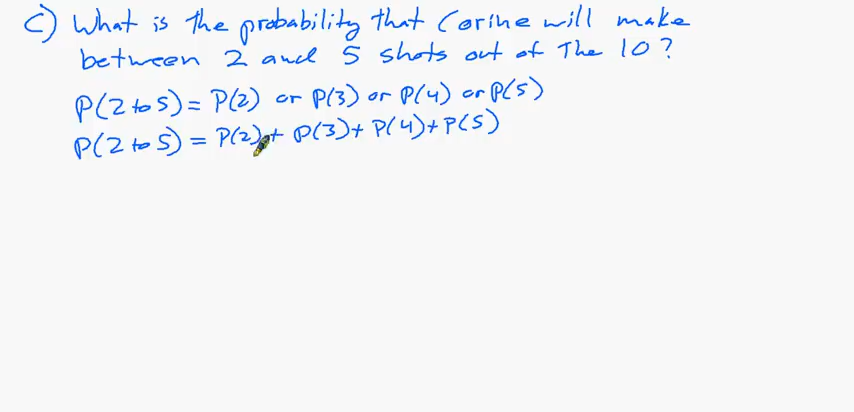 C) What is the probability that Corine will make
between 2 and 5 shots out of The 10?
P(2 to 5) = P(2) or P(3) or P(4) or P(5)
P(2 to 5) = P(2) + P(3) + P(4) + P(5)